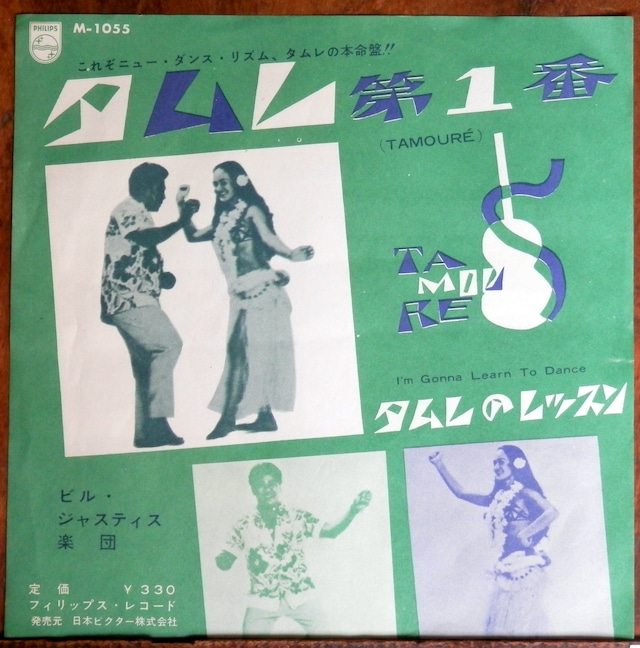 PHILIPS
M-1055
これぞニュー・ダンス・リズム、タムレの本命盤!!
タムレ第1番
(TAMOURÉ)
TA
MOU
RE
I'm Gonna Learn To Dance
タムレのレッスン
ビル・
ジャスティス
楽団
定価 ￥330
フィリップス・レコード
発売元 日本ビクター株式会社